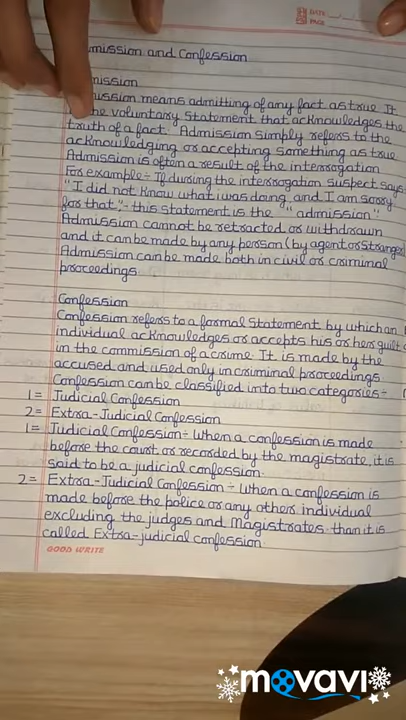 DATE
PAGE
mission and Confession
mission
ission means admitting of any fact as true It
he voluntary Statement that acknowledges the
truth of a fact. Admission simply refers to the
acknowledging or accepting something as true
Admission is often a result of the interrogation
For example÷ If during the interrogation suspect says
"I did not know what i was doing, and I am sorry
for that,"- this statement is the "admission"
Admission cannot be retracted or withdrawn
and it can be made by any person (by agent or stranger)
Admission can be made both in civil or criminal
proceedings
Confession
Confession refers to a formal statement by which an
individual acknowledges or accepts his or her guilt
in the commission of a crume. It is made by the
accused and used only in criminal proceedings
Confession can be classified into two categories÷
1= Judicial Confession
2= Extra-Judicial Confession
1= Judicial Confession÷ When a confession is made
before the court or recorded by the magistrate, it is
said to be a judicial confession.
2= Extra-Judicial Confession ÷ When a confession is
made before the police or any other individual
excluding the judges and Magistrates than it is
called Extra-judicial confession.
GOOD WRITE
movavi